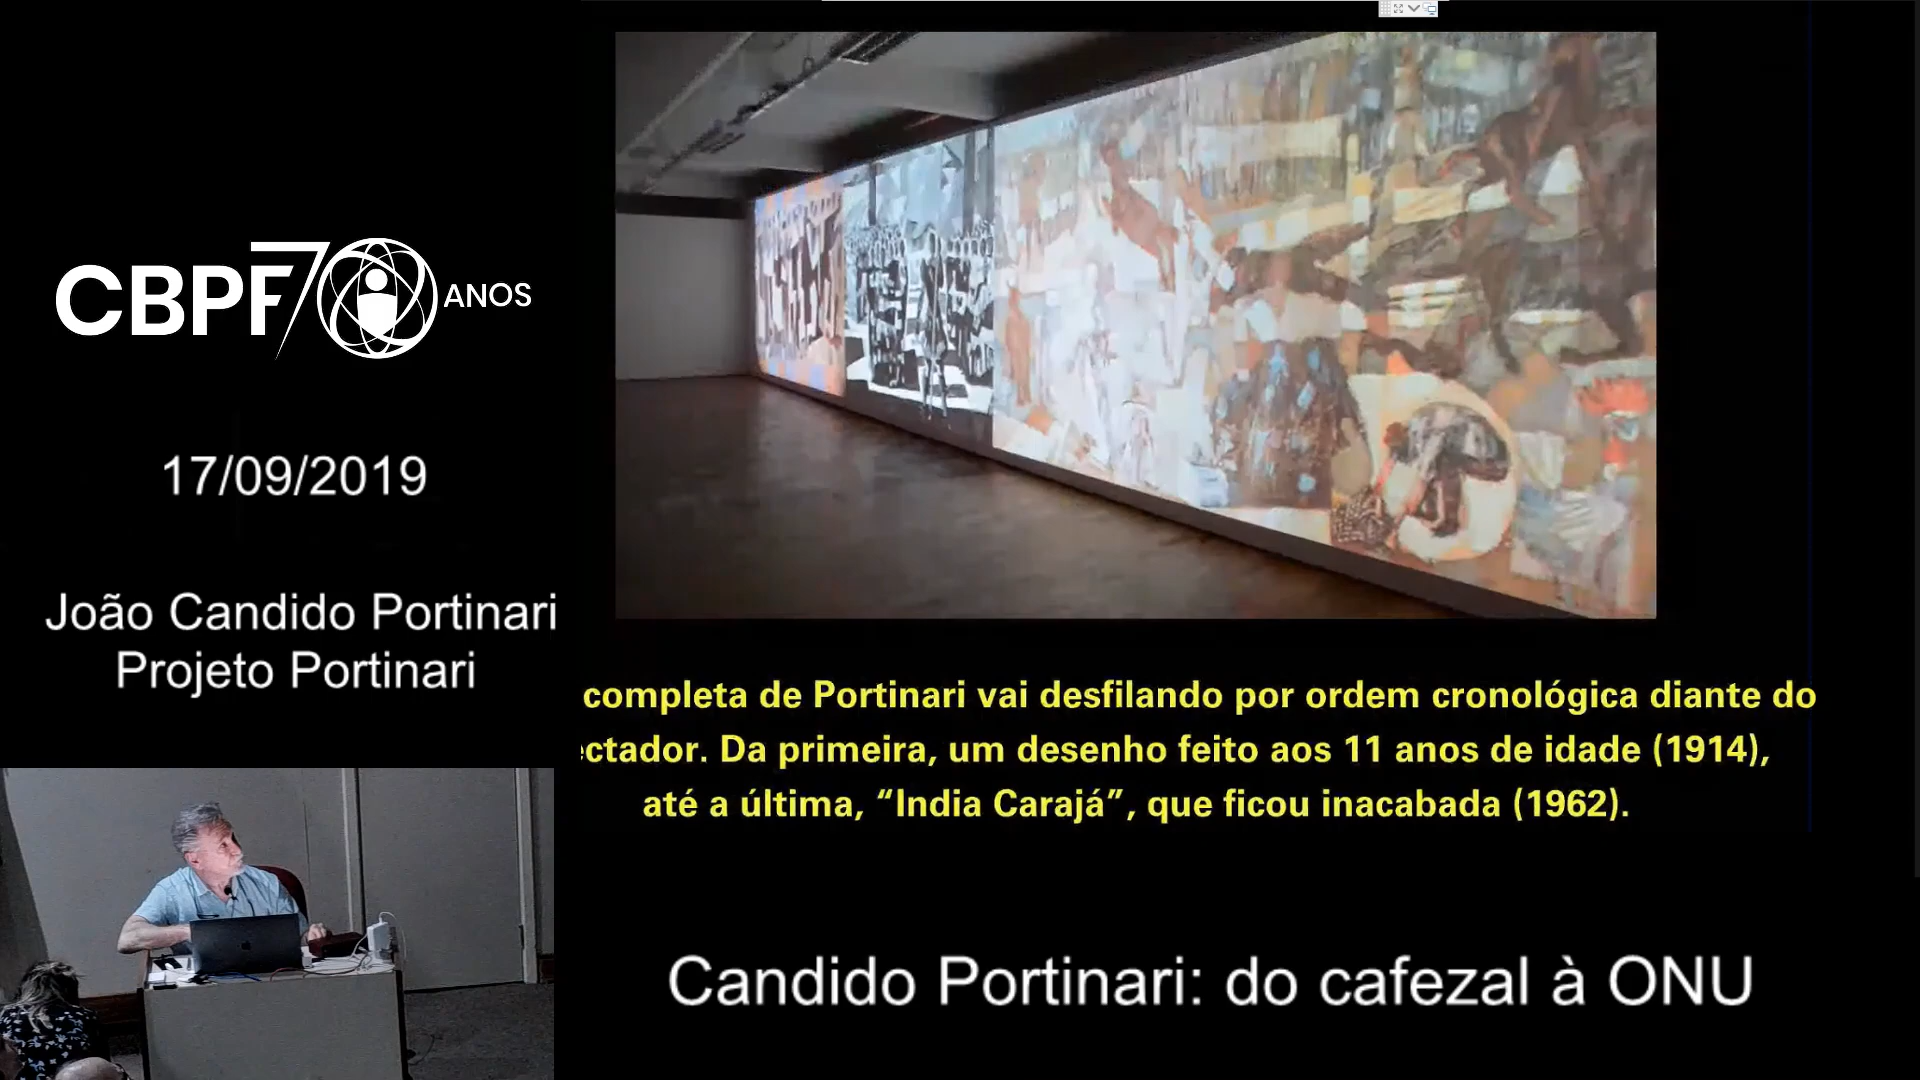 CBPF 70 ANOS
17/09/2019
João Candido Portinari
Projeto Portinari
completa de Portinari vai desfilando por ordem cronológica diante do
ectador. Da primeira, um desenho feito aos 11 anos de idade (1914),
até a última, “India Carajá”, que ficou inacabada (1962).
Candido Portinari: do cafezal à ONU